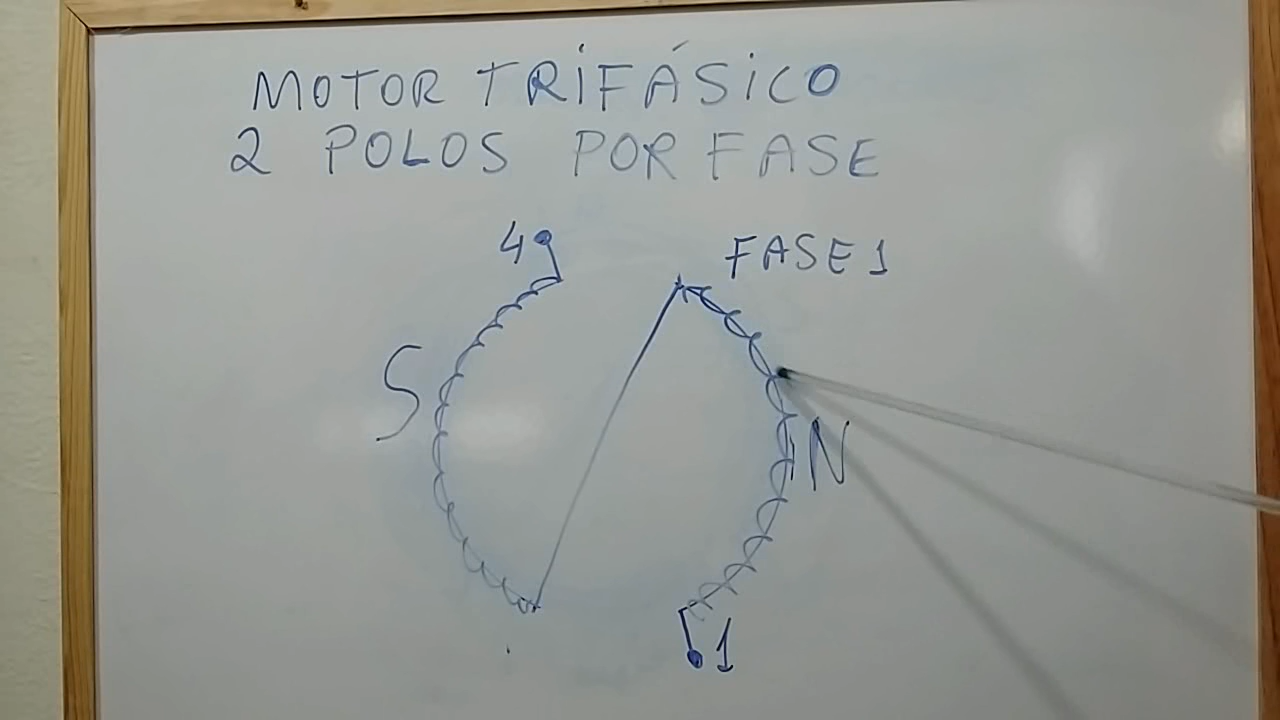 MOTOR TRIFÁSICO
2 POLOS POR FASE
4
FASE 1
S
N
1